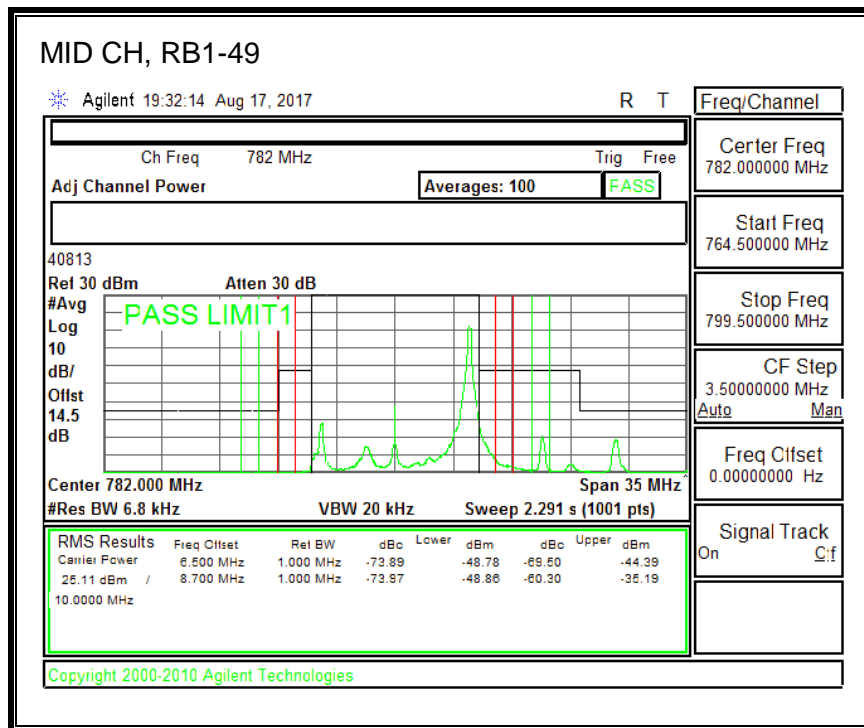 MID CH, RB1-49
Agilent 19:32:14 Aug 17, 2017 R T
Freq/Channel
Ch Freq 782 MHz Trig Free
Adj Channel Power Averages: 100 PASS
Center Freq
782.000000 MHz
Start Freq
764.500000 MHz
40813
Ref 30 dBm Atten 30 dB
#Avg
Log
10
dB/
Offst
14.5
dB
PASS LIMIT1
Stop Freq
799.500000 MHz
CF Step
3.50000000 MHz
Auto Man
Freq Offset
0.00000000 Hz
Center 782.000 MHz Span 35 MHz
#Res BW 6.8 kHz VBW 20 kHz Sweep 2.291 s (1001 pts)
Signal Track
On Off
RMS Results Freq Offset Ref BW dBc Lower dBm dBc Upper dBm
Carrier Power 6.500 MHz 1.000 MHz -73.89 -48.78 -69.50 -44.39
25.11 dBm / 8.700 MHz 1.000 MHz -73.97 -48.86 -60.30 -35.19
10.0000 MHz
Copyright 2000-2010 Agilent Technologies